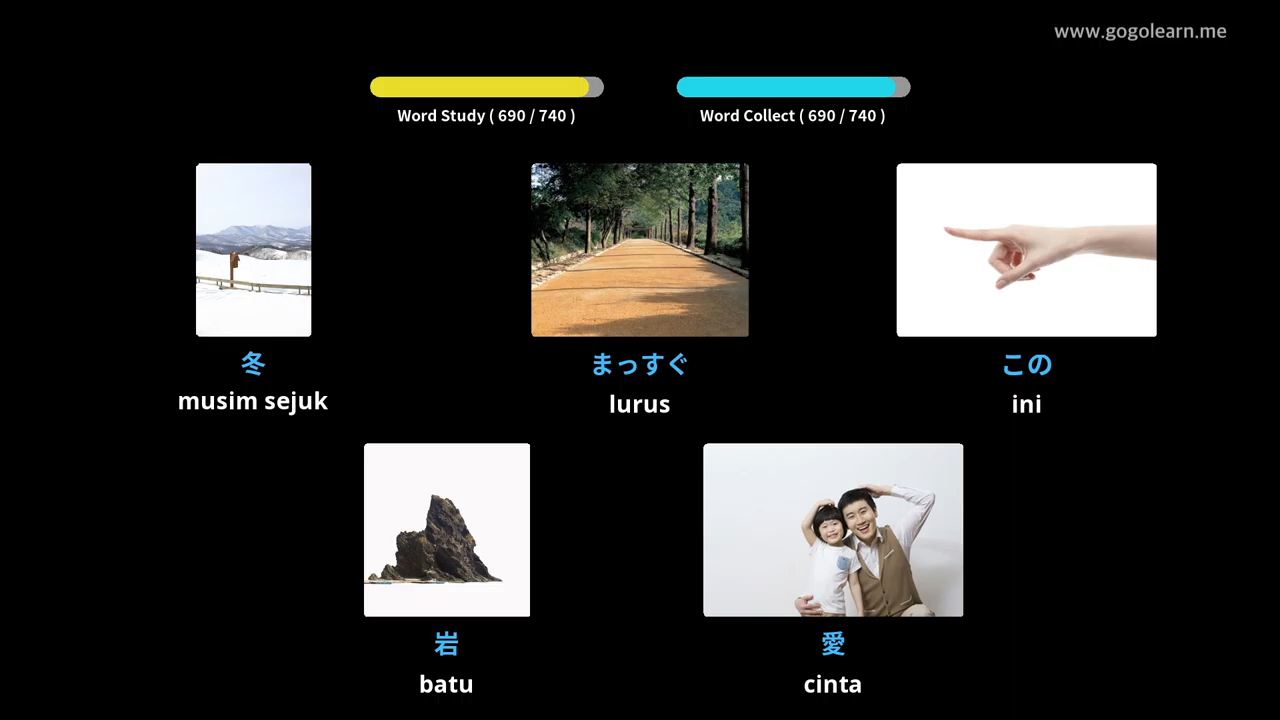 www.gogolearn.me
Word Study ( 690 / 740 )
Word Collect ( 690 / 740 )
冬
musim sejuk
まっすぐ
lurus
この
ini
岩
batu
愛
cinta